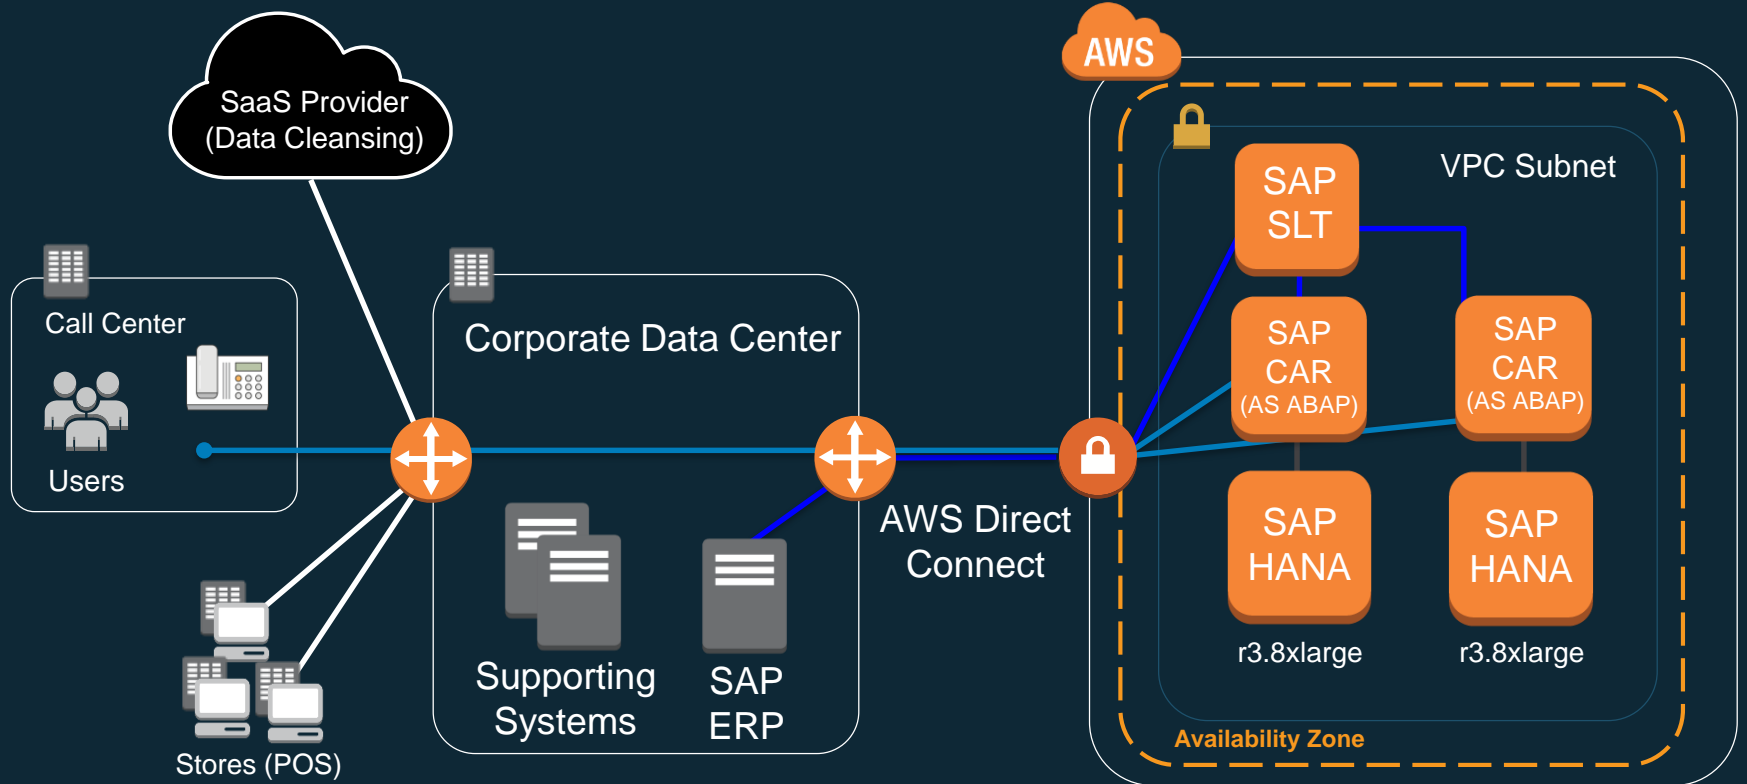 SaaS Provider
(Data Cleansing)
Call Center
Users
Stores (POS)
Corporate Data Center
Supporting
Systems
SAP
ERP
AWS Direct
Connect
AWS
VPC Subnet
SAP
SLT
SAP
CAR
(AS ABAP)
SAP
CAR
(AS ABAP)
SAP
HANA
SAP
HANA
r3.8xlarge
r3.8xlarge
Availability Zone